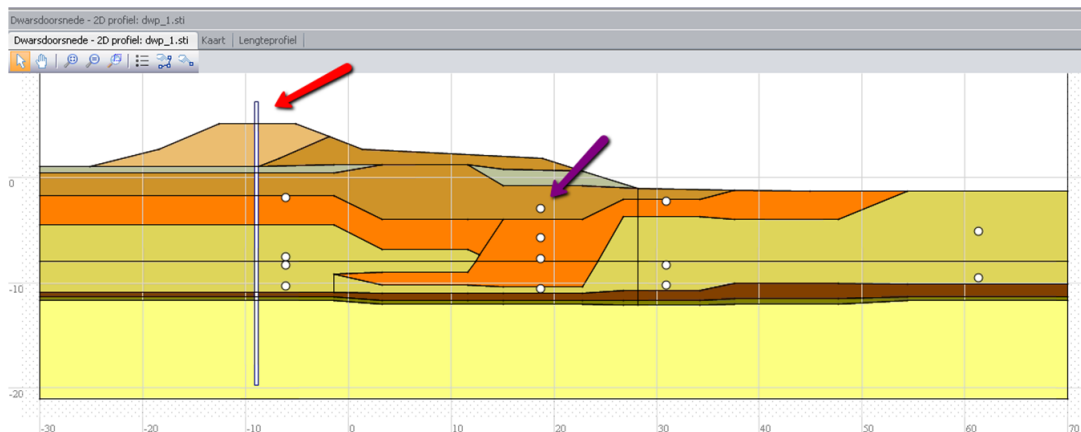 Dwarsdoorsnede - 2D profiel: dwp_1.sti
Dwarsdoorsnede - 2D profiel: dwp_1.sti Kaart Lengteprofiel
0
-10
-20
-30 -20 -10 0 10 20 30 40 50 60 70